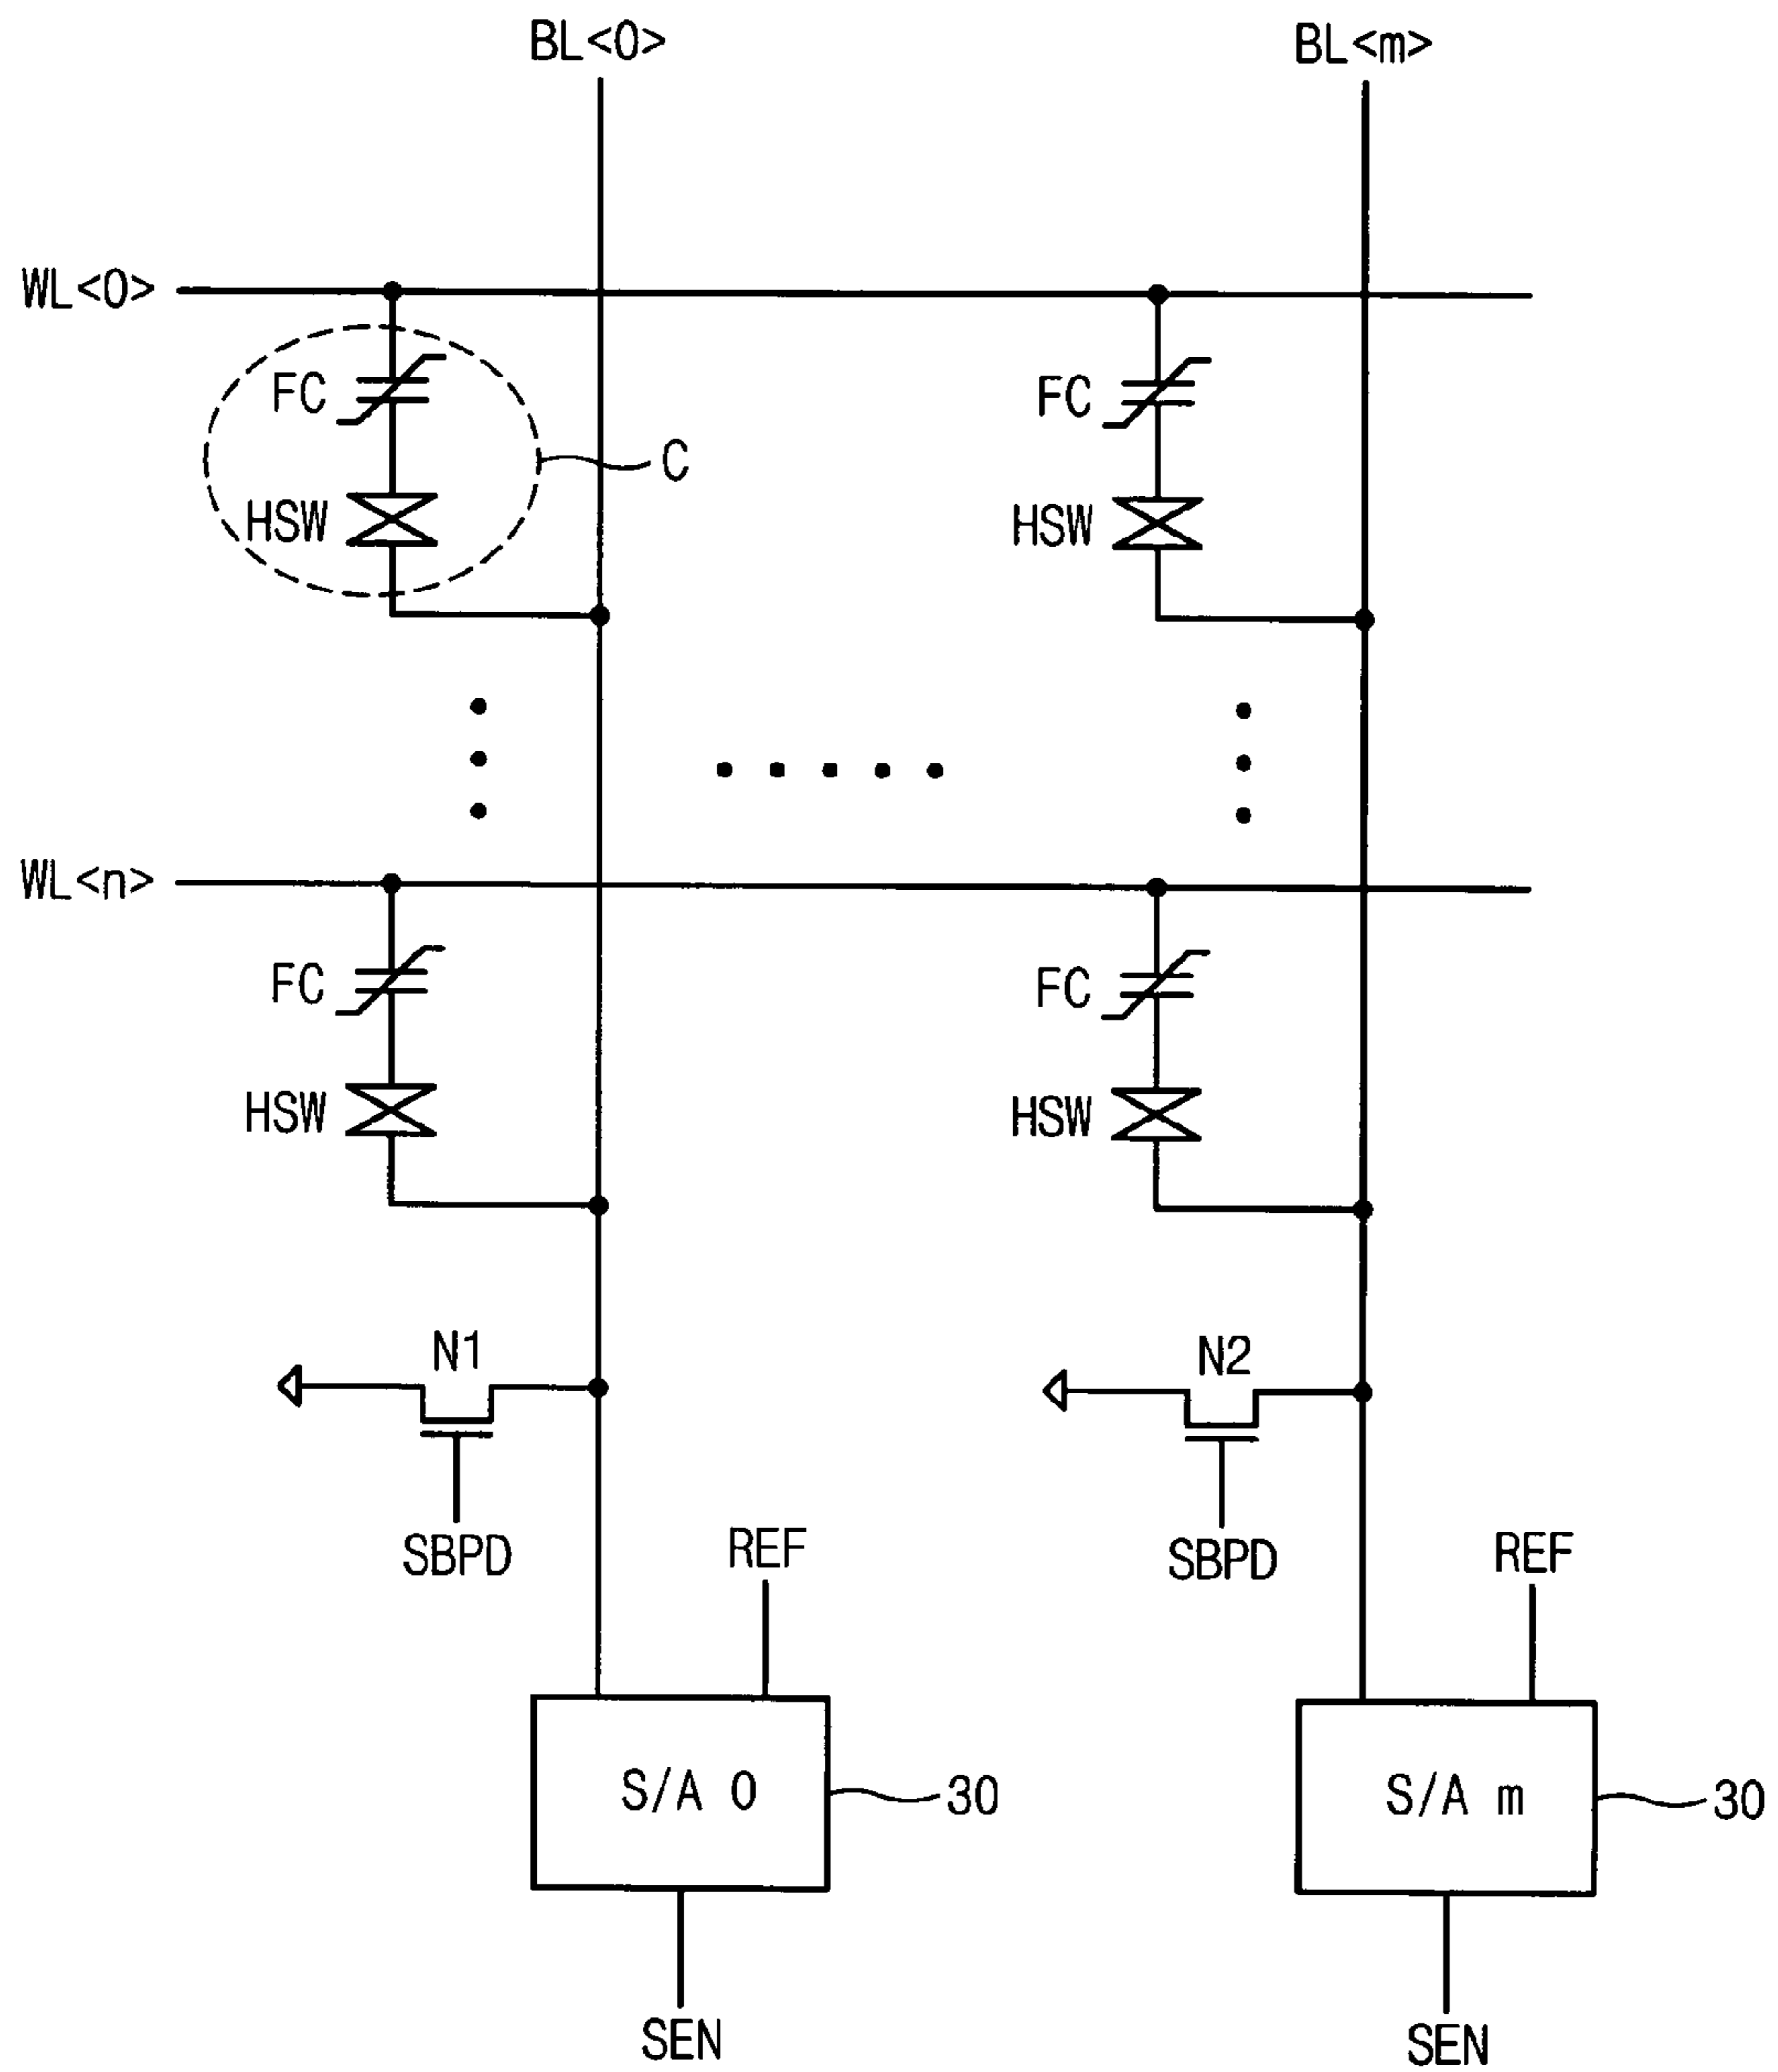 BL<0> BL<m>
WL<0>
FC FC
C
HSW HSW
WL<n>
FC FC
HSW HSW
N1 N2
SBPD REF SBPD REF
S/A 0 30 S/A m 30
SEN SEN